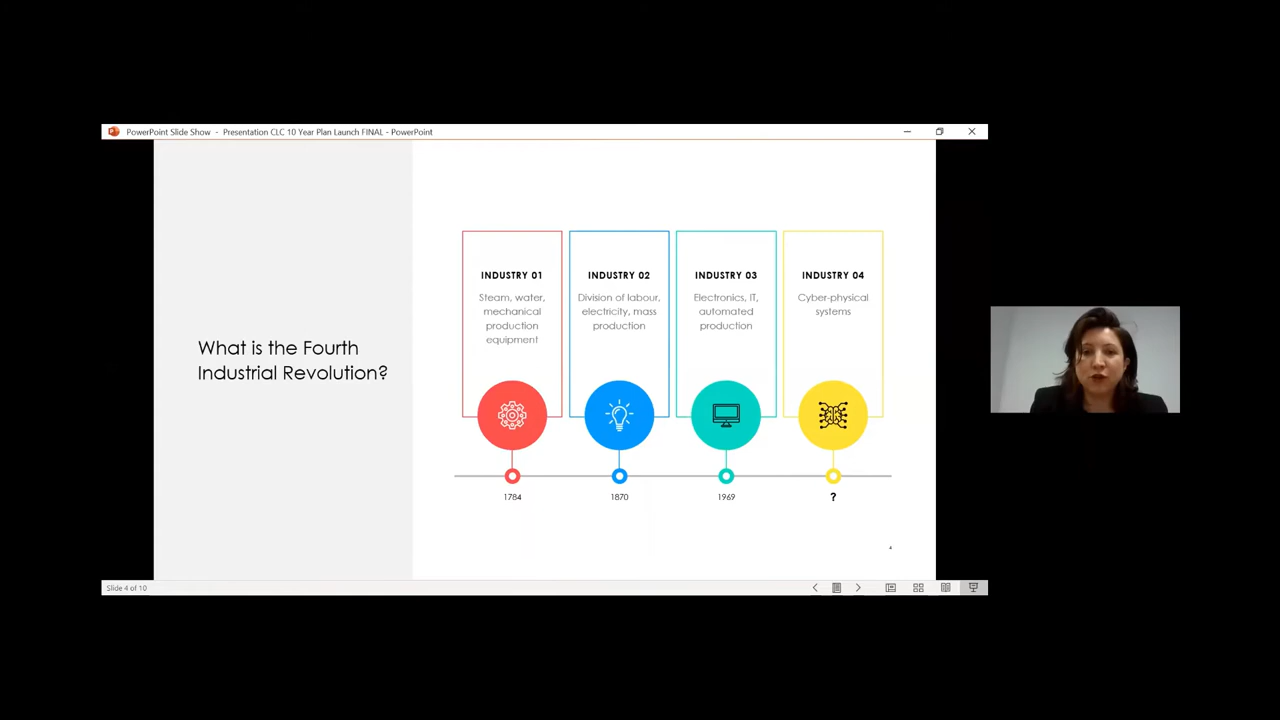 PowerPoint Slide Show - Presentation CLC 10 Year Plan Launch FINAL - PowerPoint
What is the Fourth
Industrial Revolution?
INDUSTRY 01
Steam, water,
mechanical
production
equipment
1784
INDUSTRY 02
Division of labour,
electricity, mass
production
1870
INDUSTRY 03
Electronics, IT,
automated
production
1969
INDUSTRY 04
Cyber-physical
systems
?
4
Slide 4 of 10